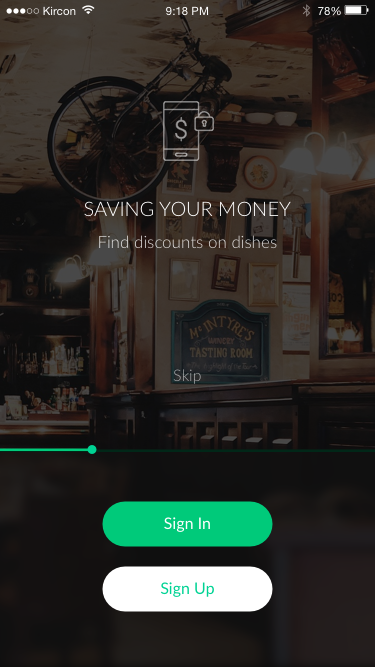 Kircon 9:18 PM 78%
$
SAVING YOUR MONEY
Find discounts on dishes
McINTYRE'S
WINERY
TASTING ROOM
Skip
Sign In
Sign Up